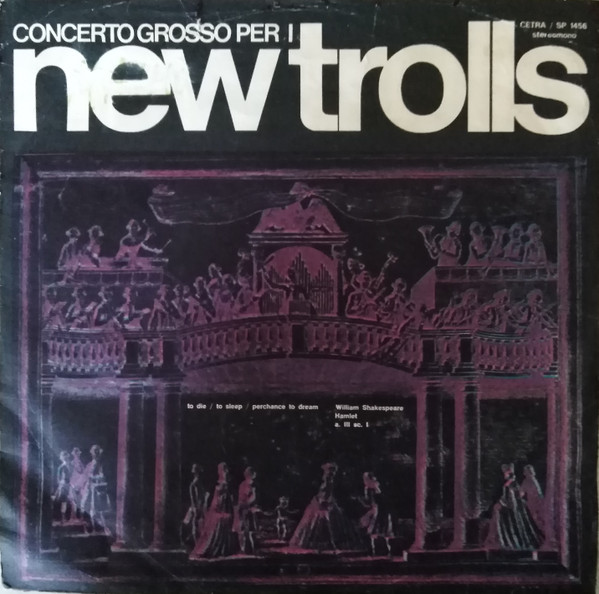 CONCERTO GROSSO PER I
CETRA / SP 1456
stereomono
new trolls
to die / to sleep / perchance to dream
William Shakespeare
Hamlet
a. III sc. I